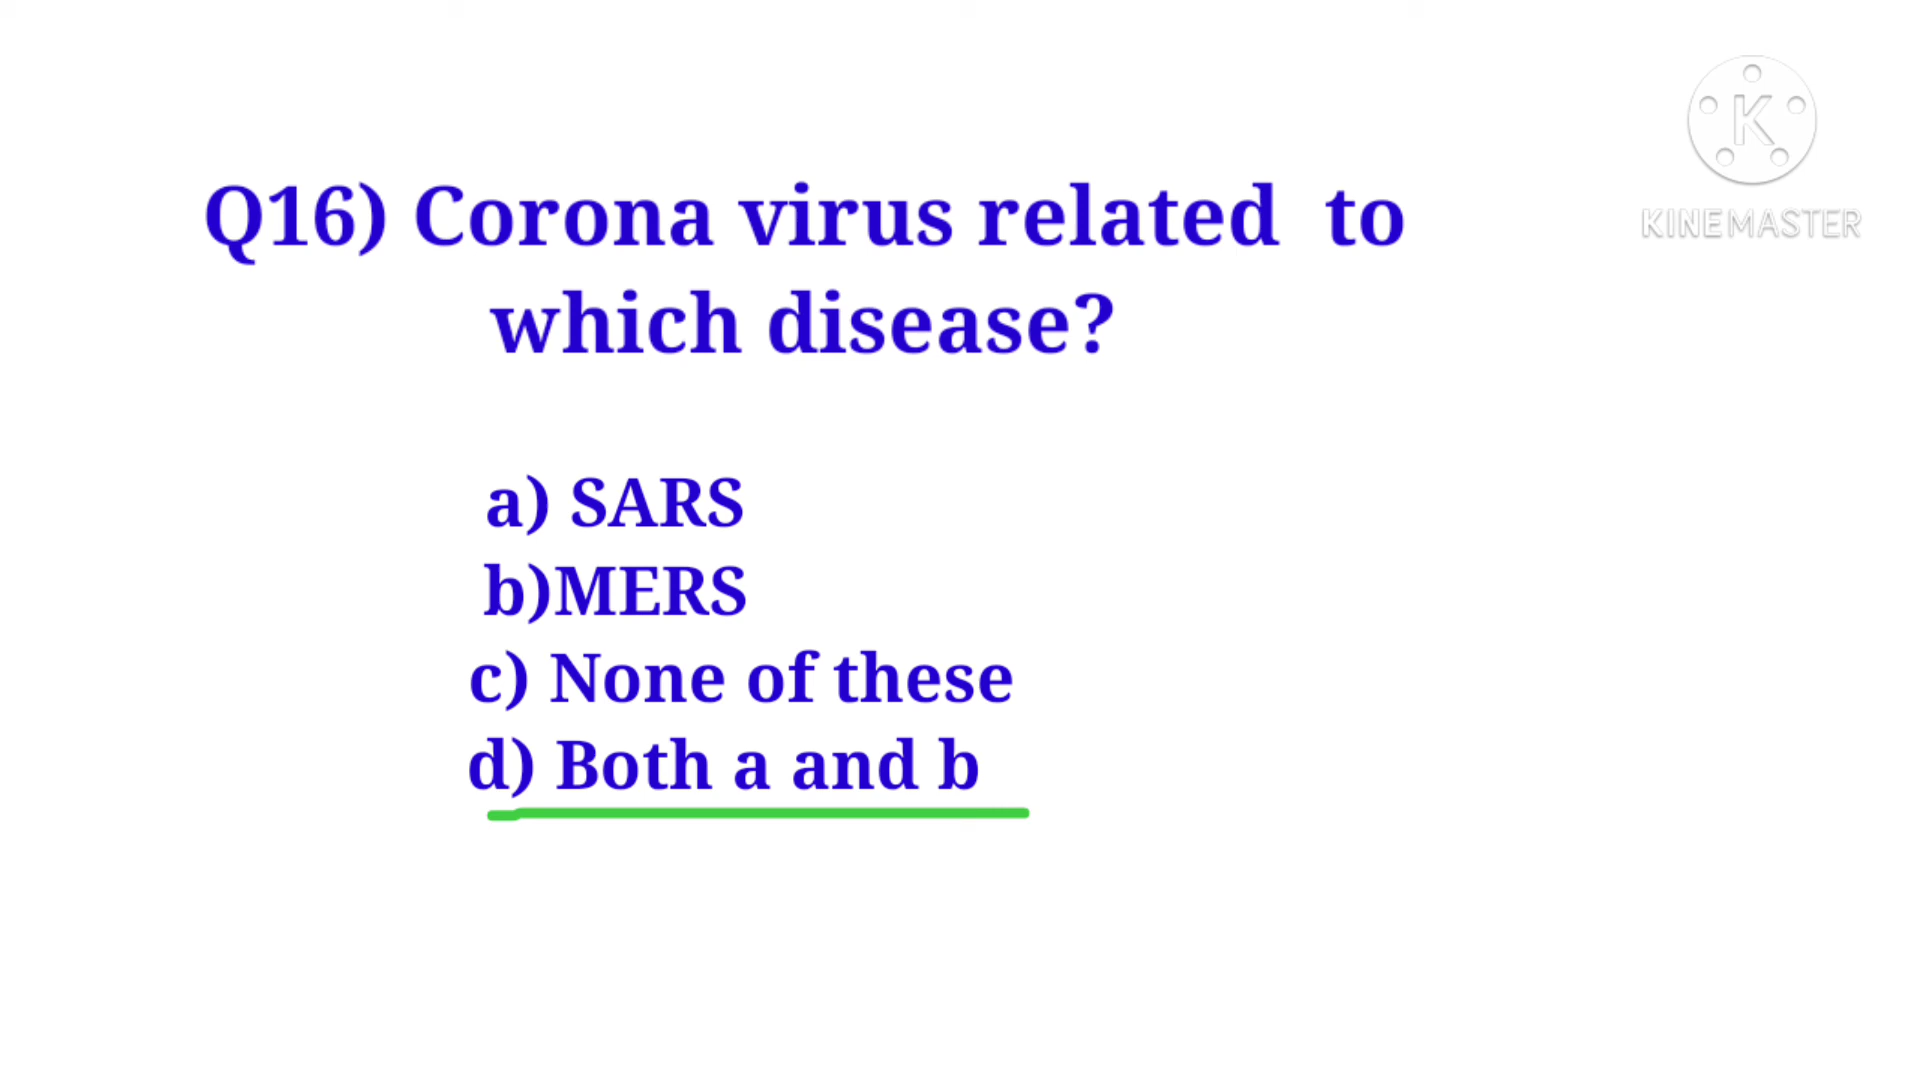 Q16) Corona virus related to
which disease?
a) SARS
b)MERS
c) None of these
d) Both a and b
K
KINEMASTER